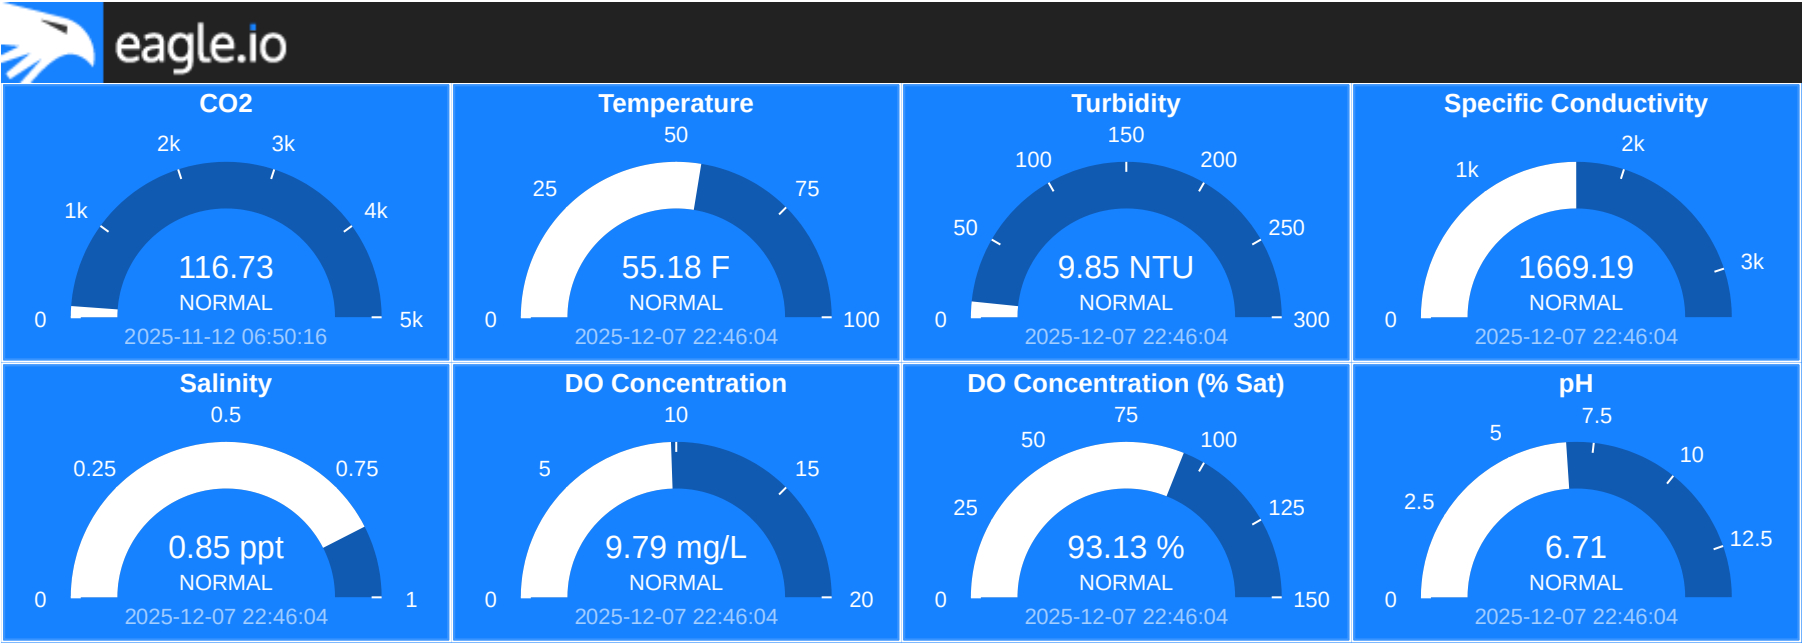 eagle.io
CO2
2k 3k
1k 4k
116.73
NORMAL
0 5k
2025-11-12 06:50:16
Temperature
50
25 75
55.18 F
NORMAL
0 100
2025-12-07 22:46:04
Turbidity
150
100 200
50 250
9.85 NTU
NORMAL
0 300
2025-12-07 22:46:04
Specific Conductivity
2k
1k
3k
1669.19
NORMAL
0
2025-12-07 22:46:04
Salinity
0.5
0.25 0.75
0.85 ppt
NORMAL
0 1
2025-12-07 22:46:04
DO Concentration
10
5 15
9.79 mg/L
NORMAL
0 20
2025-12-07 22:46:04
DO Concentration (% Sat)
75
50 100
25 125
93.13 %
NORMAL
0 150
2025-12-07 22:46:04
pH
7.5
5
10
2.5
12.5
6.71
NORMAL
0
2025-12-07 22:46:04